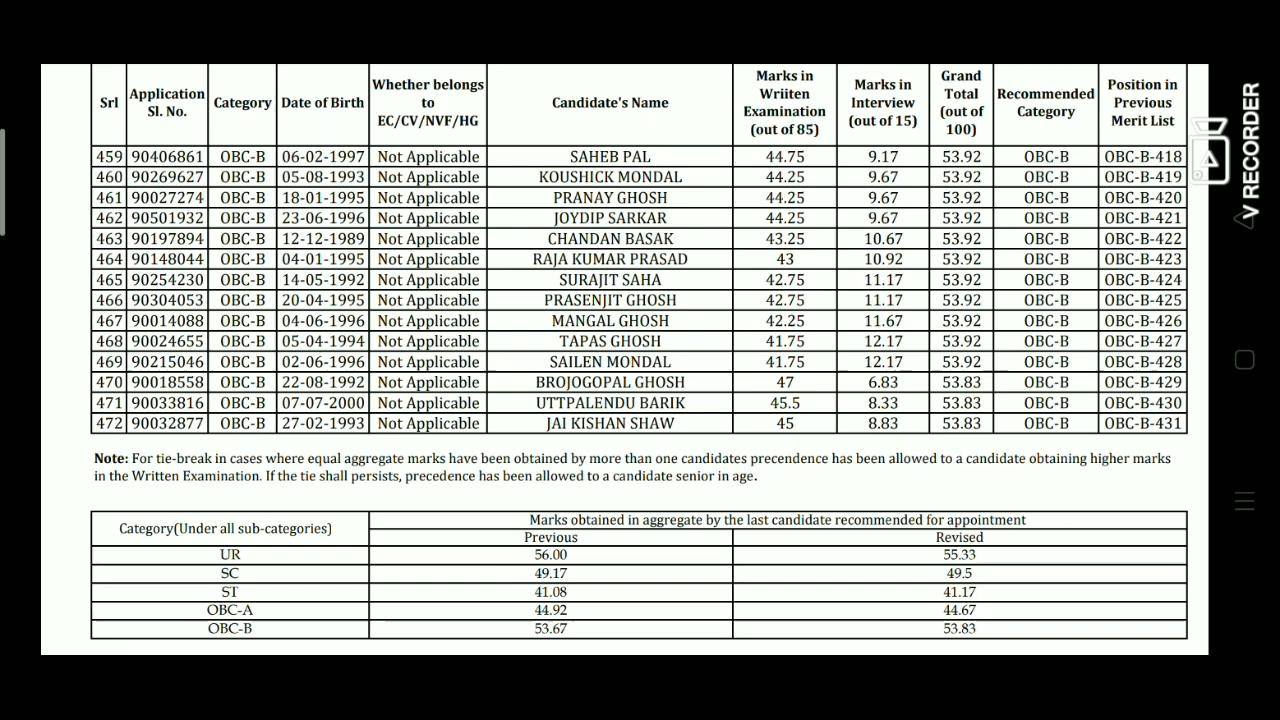 Srl Application Sl. No. Category Date of Birth Whether belongs to EC/CV/NVF/HG Candidate's Name Marks in Wriiten Examination (out of 85) Marks in Interview (out of 15) Grand Total (out of 100) Recommended Category Position in Previous Merit List
459 90406861 OBC-B 06-02-1997 Not Applicable SAHEB PAL 44.75 9.17 53.92 OBC-B OBC-B-418
460 90269627 OBC-B 05-08-1993 Not Applicable KOUSHICK MONDAL 44.25 9.67 53.92 OBC-B OBC-B-419
461 90027274 OBC-B 18-01-1995 Not Applicable PRANAY GHOSH 44.25 9.67 53.92 OBC-B OBC-B-420
462 90501932 OBC-B 23-06-1996 Not Applicable JOYDIP SARKAR 44.25 9.67 53.92 OBC-B OBC-B-421
463 90197894 OBC-B 12-12-1989 Not Applicable CHANDAN BASAK 43.25 10.67 53.92 OBC-B OBC-B-422
464 90148044 OBC-B 04-01-1995 Not Applicable RAJA KUMAR PRASAD 43 10.92 53.92 OBC-B OBC-B-423
465 90254230 OBC-B 14-05-1992 Not Applicable SURAJIT SAHA 42.75 11.17 53.92 OBC-B OBC-B-424
466 90304053 OBC-B 20-04-1995 Not Applicable PRASENJIT GHOSH 42.75 11.17 53.92 OBC-B OBC-B-425
467 90014088 OBC-B 04-06-1996 Not Applicable MANGAL GHOSH 42.25 11.67 53.92 OBC-B OBC-B-426
468 90024655 OBC-B 05-04-1994 Not Applicable TAPAS GHOSH 41.75 12.17 53.92 OBC-B OBC-B-427
469 90215046 OBC-B 02-06-1996 Not Applicable SAILEN MONDAL 41.75 12.17 53.92 OBC-B OBC-B-428
470 90018558 OBC-B 22-08-1992 Not Applicable BROJOGOPAL GHOSH 47 6.83 53.83 OBC-B OBC-B-429
471 90033816 OBC-B 07-07-2000 Not Applicable UTTPALENDU BARIK 45.5 8.33 53.83 OBC-B OBC-B-430
472 90032877 OBC-B 27-02-1993 Not Applicable JAI KISHAN SHAW 45 8.83 53.83 OBC-B OBC-B-431
Note: For tie-break in cases where equal aggregate marks have been obtained by more than one candidates precendence has been allowed to a candidate obtaining higher marks
in the Written Examination. If the tie shall persists, precedence has been allowed to a candidate senior in age.
Category(Under all sub-categories) Marks obtained in aggregate by the last candidate recommended for appointment
Previous Revised
UR 56.00 55.33
SC 49.17 49.5
ST 41.08 41.17
OBC-A 44.92 44.67
OBC-B 53.67 53.83
V RECORDER